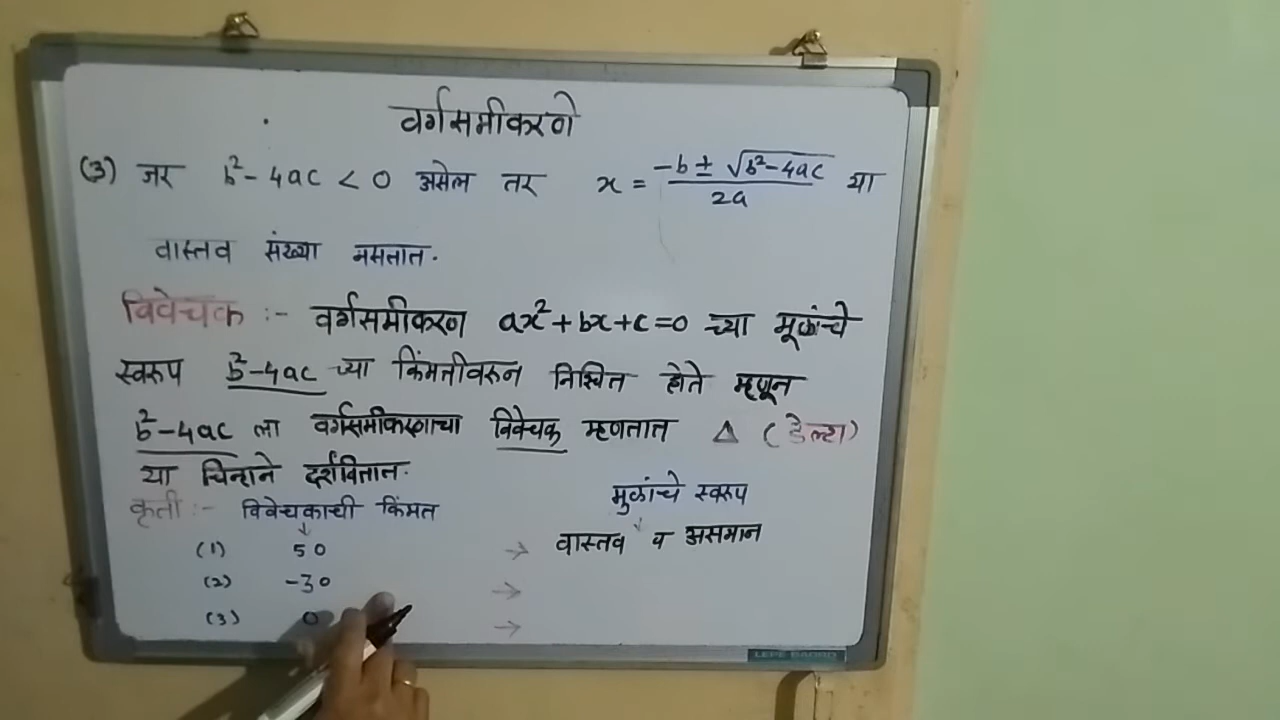 वर्गसमीकरणे
(3) जर b²-4ac < 0 असेल तर x = -b ± √b²-4ac / 2a या
वास्तव संख्या नसतात.
विवेचक :- वर्गसमीकरण ax²+bx+c=0 च्या मूळांचे
स्वरूप b²-4ac च्या किंमतीवरून निश्चित होते म्हणून
b²-4ac ला वर्गसमीकरणाचा विवेचक म्हणतात △ (डेल्टा)
या चिन्हाने दर्शवितात.
कृती :- विवेचकाची किंमत मुळांचे स्वरूप
↓ ↓
(1) 50 → वास्तव व असमान
(2) -30 →
(3) 0 →